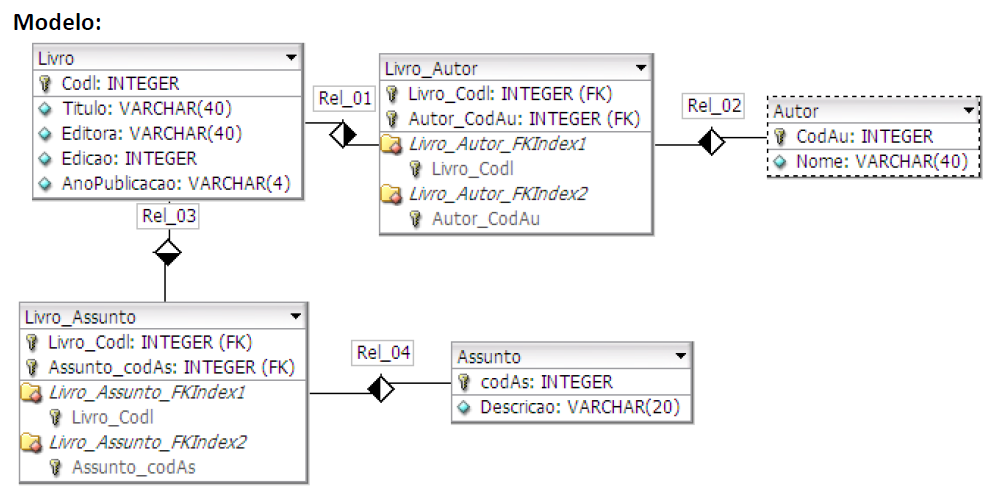 Modelo:
Livro
Codl: INTEGER
Titulo: VARCHAR(40)
Editora: VARCHAR(40)
Edicao: INTEGER
AnoPublicacao: VARCHAR(4)
Rel_01
Livro_Autor
Livro_Codl: INTEGER (FK)
Autor_CodAu: INTEGER (FK)
Livro_Autor_FKIndex1
Livro_Codl
Livro_Autor_FKIndex2
Autor_CodAu
Rel_02
Autor
CodAu: INTEGER
Nome: VARCHAR(40)
Rel_03
Livro_Assunto
Livro_Codl: INTEGER (FK)
Assunto_codAs: INTEGER (FK)
Livro_Assunto_FKIndex1
Livro_Codl
Livro_Assunto_FKIndex2
Assunto_codAs
Rel_04
Assunto
codAs: INTEGER
Descricao: VARCHAR(20)